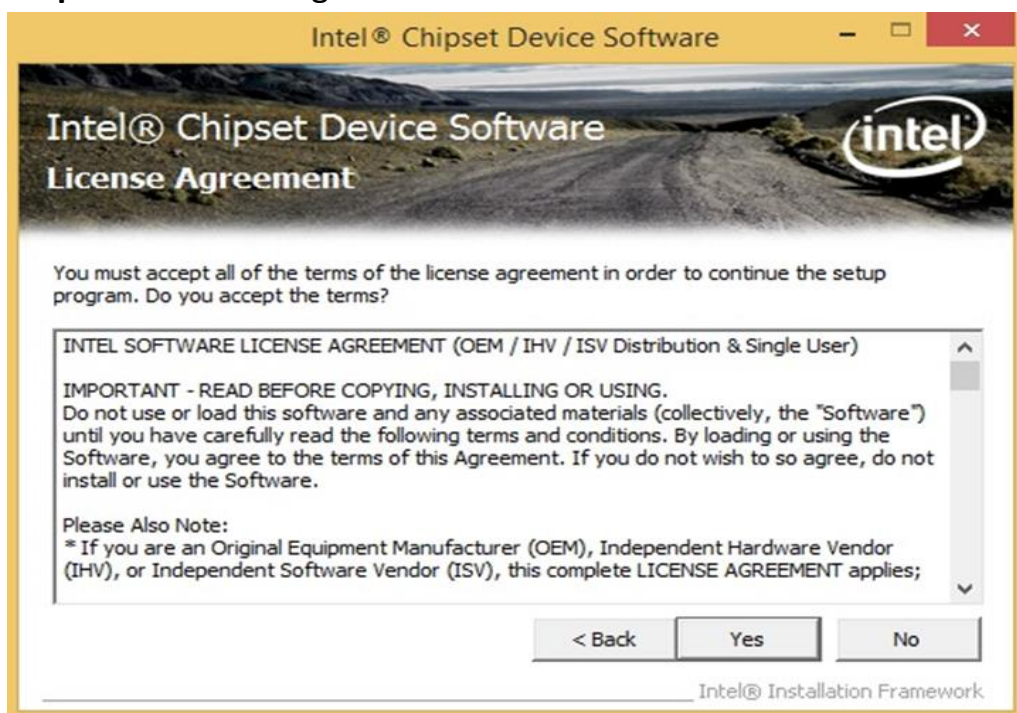 Intel® Chipset Device Software
Intel® Chipset Device Software
intel
License Agreement
You must accept all of the terms of the license agreement in order to continue the setup
program. Do you accept the terms?
INTEL SOFTWARE LICENSE AGREEMENT (OEM / IHV / ISV Distribution & Single User)
IMPORTANT - READ BEFORE COPYING, INSTALLING OR USING.
Do not use or load this software and any associated materials (collectively, the "Software")
until you have carefully read the following terms and conditions. By loading or using the
Software, you agree to the terms of this Agreement. If you do not wish to so agree, do not
install or use the Software.
Please Also Note:
* If you are an Original Equipment Manufacturer (OEM), Independent Hardware Vendor
(IHV), or Independent Software Vendor (ISV), this complete LICENSE AGREEMENT applies;
< Back Yes No
Intel® Installation Framework